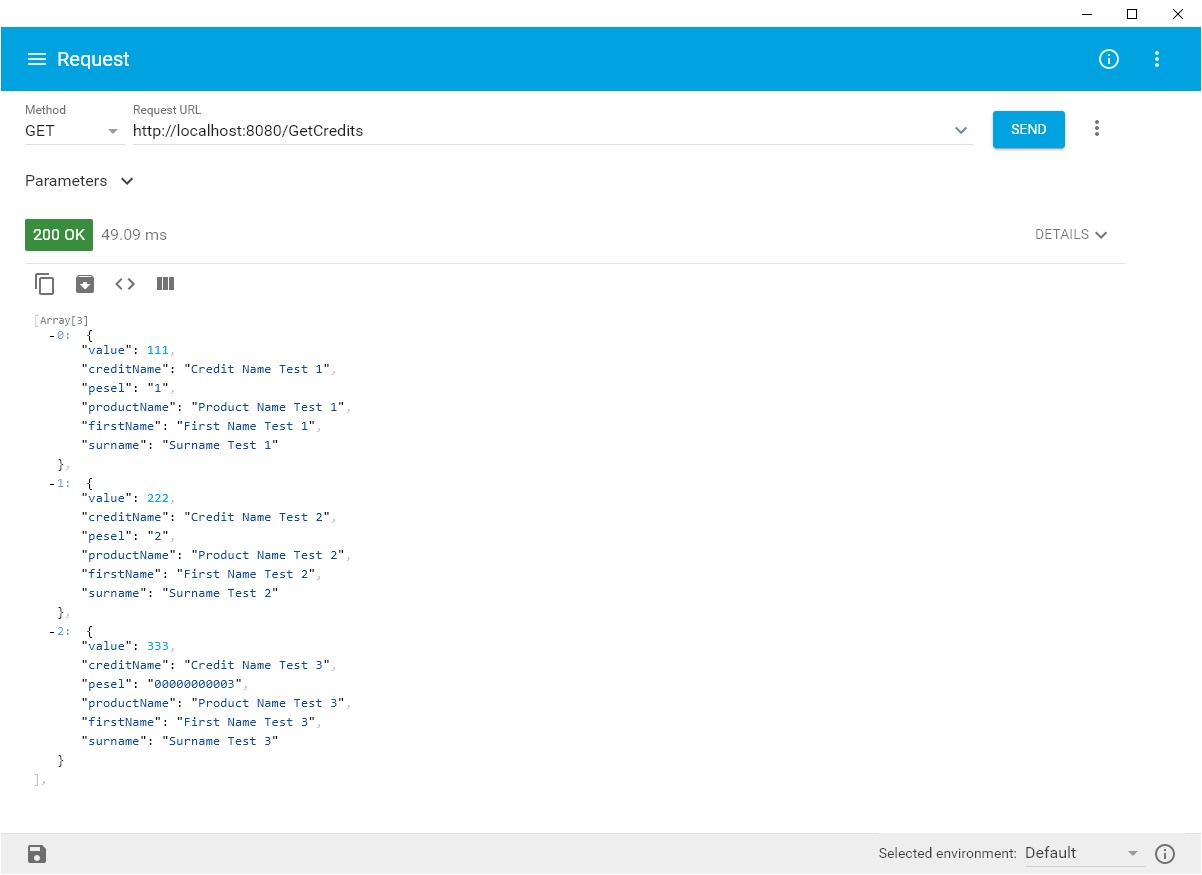 Request
Method
Request URL
GET
http://localhost:8080/GetCredits
SEND
Parameters
200 OK 49.09 ms
DETAILS
[Array[3]
-0: {
"value": 111,
"creditName": "Credit Name Test 1",
"pesel": "1",
"productName": "Product Name Test 1",
"firstName": "First Name Test 1",
"surname": "Surname Test 1"
},
-1: {
"value": 222,
"creditName": "Credit Name Test 2",
"pesel": "2",
"productName": "Product Name Test 2",
"firstName": "First Name Test 2",
"surname": "Surname Test 2"
},
-2: {
"value": 333,
"creditName": "Credit Name Test 3",
"pesel": "00000000003",
"productName": "Product Name Test 3",
"firstName": "First Name Test 3",
"surname": "Surname Test 3"
}
],
Selected environment: Default